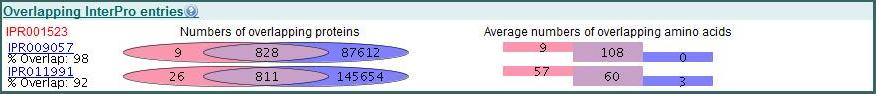 Overlapping InterPro entries
IPR001523 Numbers of overlapping proteins Average numbers of overlapping amino acids
IPR009057 9 828 87612 9 108 0
% Overlap: 98
IPR011991 26 811 145654 57 60 3
% Overlap: 92